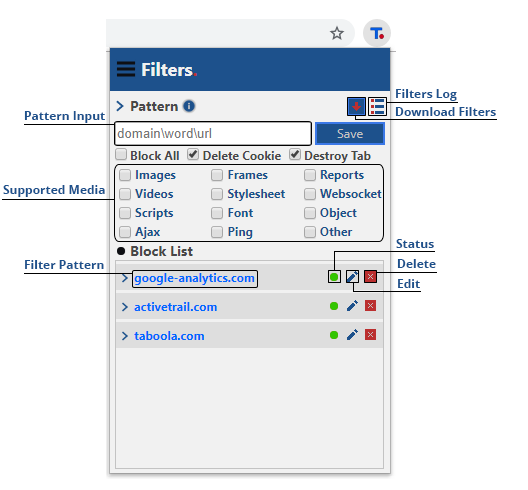 T.
Filters.
Pattern
Filters Log
Download Filters
Pattern Input
domain\word\url
Save
Block All Delete Cookie Destroy Tab
Supported Media
Images Frames Reports
Videos Stylesheet Websocket
Scripts Font Object
Ajax Ping Other
Block List
Status
Filter Pattern
google-analytics.com
Delete
Edit
activetrail.com
taboola.com